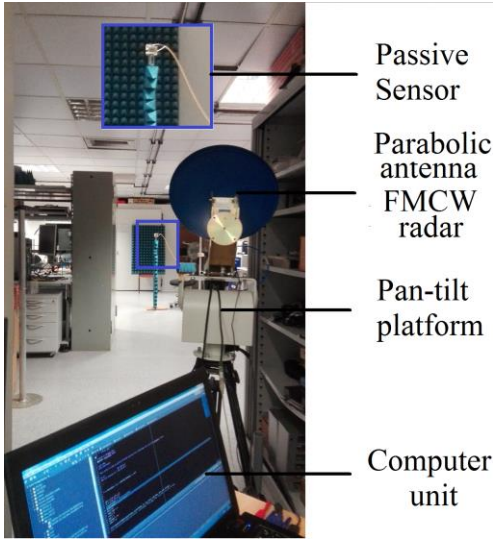 Passive
Sensor
Parabolic
antenna
FMCW
radar
Pan-tilt
platform
Computer
unit